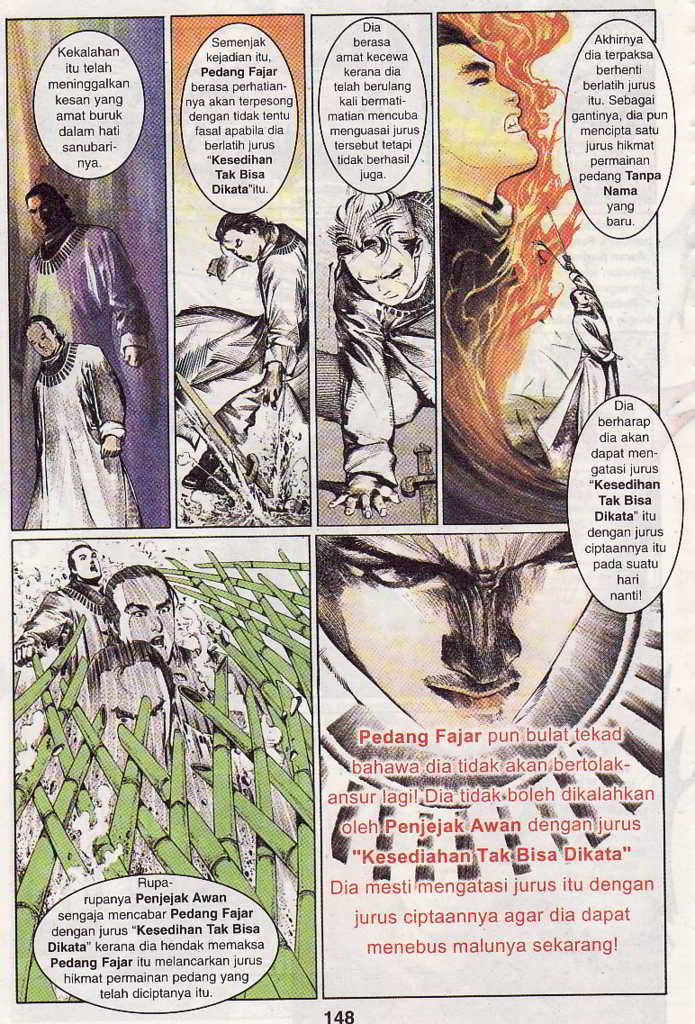 Kekalahan
itu telah
meninggalkan
kesan yang
amat buruk
dalam hati
sanubari-
nya.
Semenjak
kejadian itu,
Pedang Fajar
berasa perhatian-
nya akan terpesong
dengan tidak tentu
fasal apabila dia
berlatih jurus
“Kesedihan
Tak Bisa
Dikata”itu.
Dia
berasa
amat kecewa
kerana dia
telah berulang
kali bermati-
matian mencuba
menguasai jurus
tersebut tetapi
tidak berhasil
juga.
Akhirnya
dia terpaksa
berhenti
berlatih jurus
itu. Sebagai
gantinya, dia pun
mencipta satu
jurus hikmat
permainan
pedang Tanpa
Nama
yang
baru.
Dia
berharap
dia akan
dapat men-
gatasi jurus
“Kesedihan
Tak Bisa
Dikata” itu
dengan jurus
ciptaannya itu
pada suatu
hari
nanti!
Rupa-
rupanya Penjejak Awan
sengaja mencabar Pedang Fajar
dengan jurus “Kesedihan Tak Bisa
Dikata” kerana dia hendak memaksa
Pedang Fajar itu melancarkan jurus
hikmat permainan pedang yang
telah diciptanya itu.
Pedang Fajar pun bulat tekad
bahawa dia tidak akan bertolak-
ansur lagi! Dia tidak boleh dikalahkan
oleh Penjejak Awan dengan jurus
"Kesediahan Tak Bisa Dikata"
Dia mesti mengatasi jurus itu dengan
jurus ciptaannya agar dia dapat
menebus malunya sekarang!
148